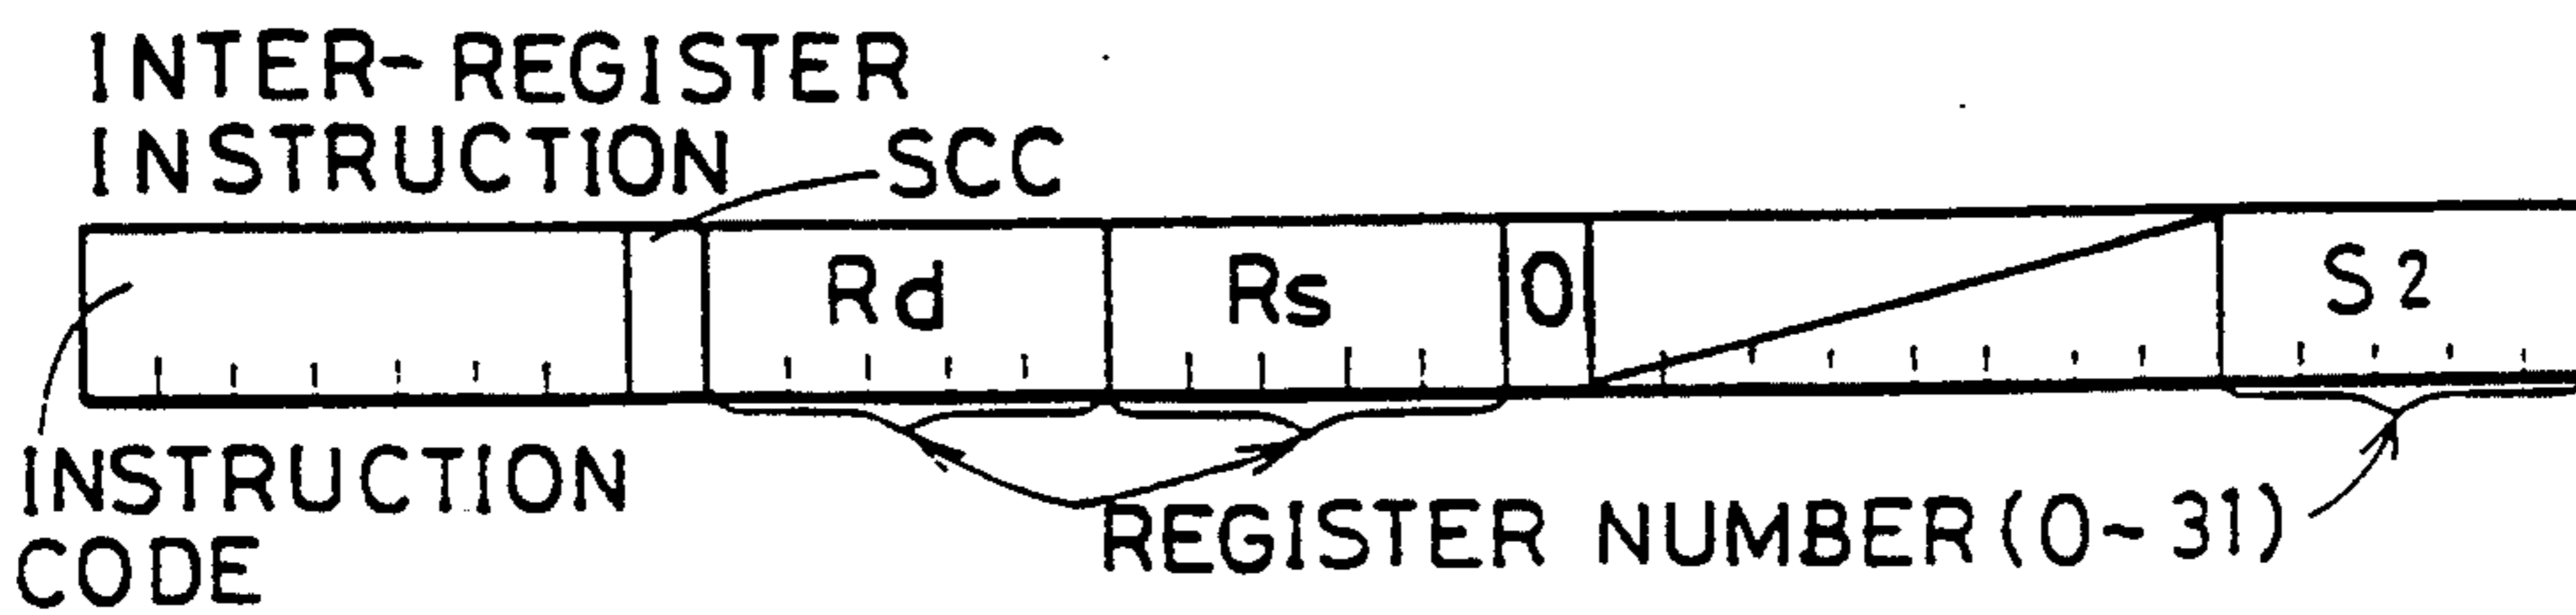 INTER-REGISTER
INSTRUCTION
SCC
Rd Rs 0 S2
INSTRUCTION
CODE
REGISTER NUMBER (0-31)